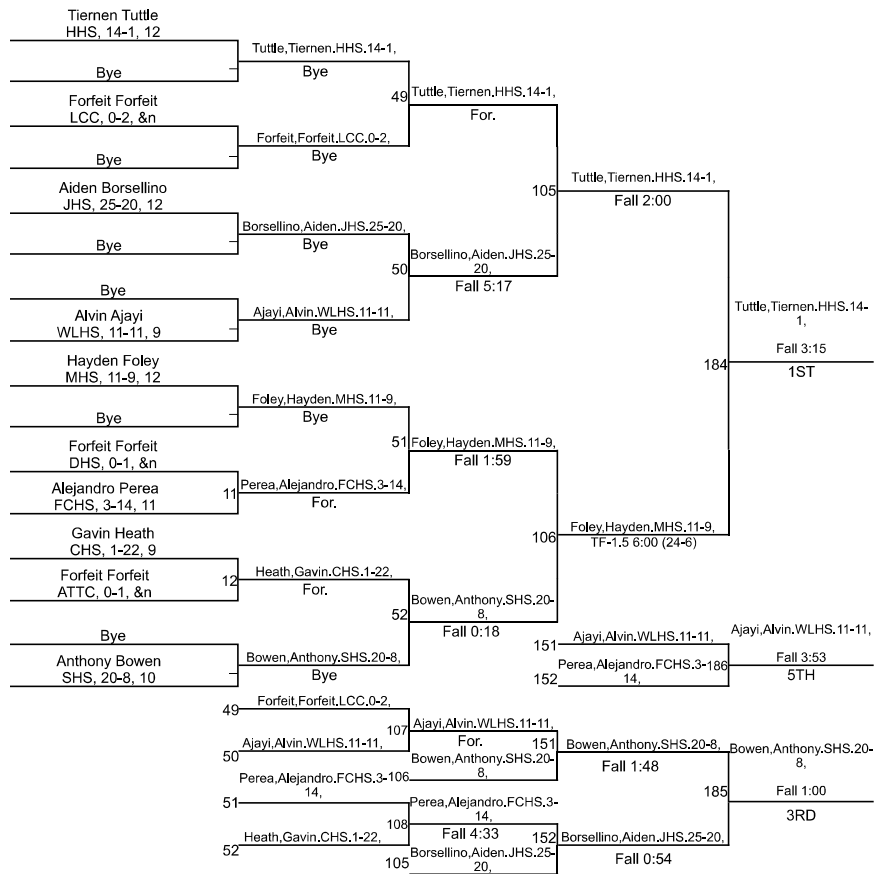 Tiernen Tuttle
HHS, 14-1, 12
Bye
Forfeit Forfeit
LCC, 0-2, &n
Bye
Aiden Borsellino
JHS, 25-20, 12
Bye
Bye
Alvin Ajayi
WLHS, 11-11, 9
Hayden Foley
MHS, 11-9, 12
Bye
Forfeit Forfeit
DHS, 0-1, &n
Alejandro Perea
FCHS, 3-14, 11
Gavin Heath
CHS, 1-22, 9
Forfeit Forfeit
ATTC, 0-1, &n
Bye
Anthony Bowen
SHS, 20-8, 10
Tuttle,Tiernen.HHS.14-1,
Bye
Forfeit,Forfeit.LCC.0-2,
Bye
Borsellino,Aiden.JHS.25-20,
Bye
Ajayi,Alvin.WLHS.11-11,
Bye
Foley,Hayden.MHS.11-9,
Bye
11
Perea,Alejandro.FCHS.3-14,
For.
12
Heath,Gavin.CHS.1-22,
For.
Bowen,Anthony.SHS.20-8,
Bye
49
Tuttle,Tiernen.HHS.14-1,
For.
50
Borsellino,Aiden.JHS.25-
20,
Fall 5:17
51
Foley,Hayden.MHS.11-9,
Fall 1:59
52
Bowen,Anthony.SHS.20-
8,
Fall 0:18
105
Tuttle,Tiernen.HHS.14-1,
Fall 2:00
106
Foley,Hayden.MHS.11-9,
TF-1.5 6:00 (24-6)
184
Tuttle,Tiernen.HHS.14-
1,
Fall 3:15
1ST
151
Ajayi,Alvin.WLHS.11-11,
152
Perea,Alejandro.FCHS.3-
14,
186
Ajayi,Alvin.WLHS.11-11,
Fall 3:53
5TH
49
Forfeit,Forfeit.LCC.0-2,
50
Ajayi,Alvin.WLHS.11-11,
51
Perea,Alejandro.FCHS.3-
14,
52
Heath,Gavin.CHS.1-22,
107
Ajayi,Alvin.WLHS.11-11,
For.
106
Bowen,Anthony.SHS.20-
8,
108
Perea,Alejandro.FCHS.3-
14,
Fall 4:33
105
Borsellino,Aiden.JHS.25-
20,
151
Bowen,Anthony.SHS.20-8,
Fall 1:48
152
Borsellino,Aiden.JHS.25-20,
Fall 0:54
185
Bowen,Anthony.SHS.20-
8,
Fall 1:00
3RD